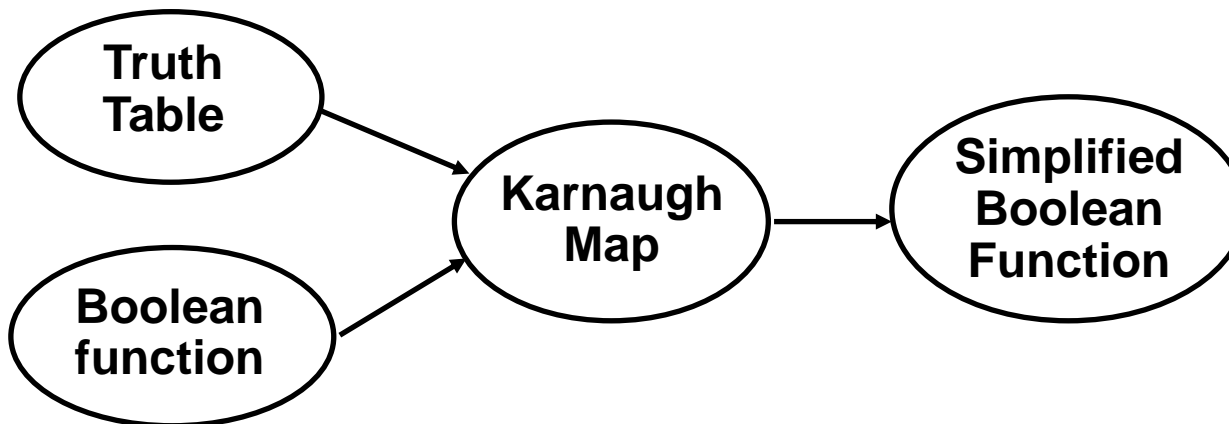 Truth
Table
Boolean
function
Karnaugh
Map
Simplified
Boolean
Function